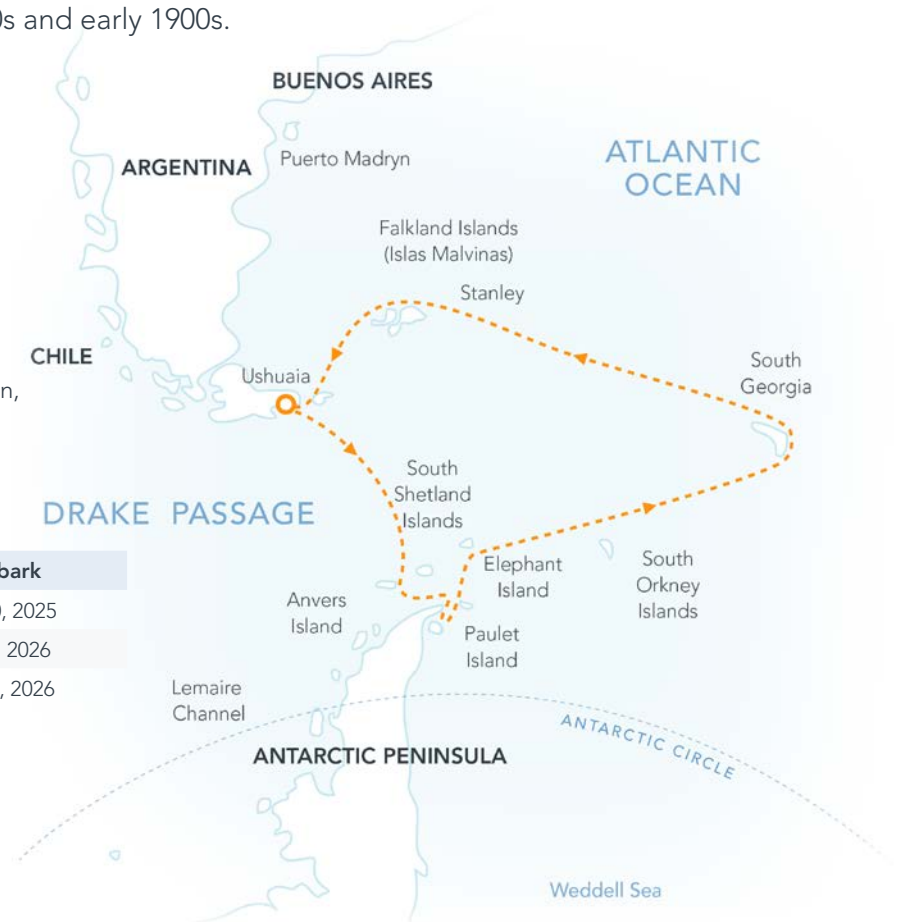 0s and early 1900s.
BUENOS AIRES
ARGENTINA
Puerto Madryn
ATLANTIC
OCEAN
Falkland Islands
(Islas Malvinas)
Stanley
CHILE
Ushuaia
n,
South
Georgia
South
Shetland
Islands
DRAKE PASSAGE
bark
, 2025
2026
, 2026
Elephant
Island
South
Orkney
Islands
Anvers
Island
Paulet
Island
Lemaire
Channel
ANTARCTIC CIRCLE
ANTARCTIC PENINSULA
Weddell Sea